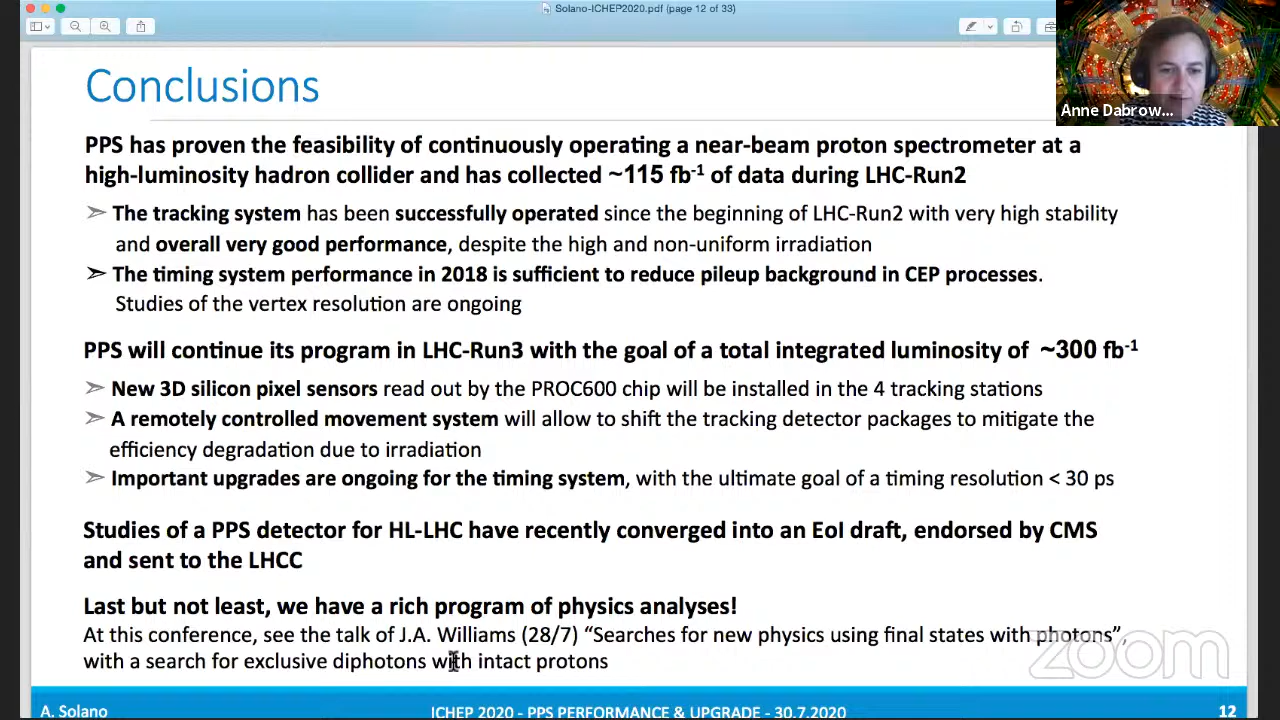 Solano-ICHEP2020.pdf (page 12 of 33)
Anne Dabrow...
Conclusions
PPS has proven the feasibility of continuously operating a near-beam proton spectrometer at a
high-luminosity hadron collider and has collected ~115 fb-1 of data during LHC-Run2
➢ The tracking system has been successfully operated since the beginning of LHC-Run2 with very high stability
and overall very good performance, despite the high and non-uniform irradiation
➢ The timing system performance in 2018 is sufficient to reduce pileup background in CEP processes.
Studies of the vertex resolution are ongoing
PPS will continue its program in LHC-Run3 with the goal of a total integrated luminosity of ~300 fb-1
➢ New 3D silicon pixel sensors read out by the PROC600 chip will be installed in the 4 tracking stations
➢ A remotely controlled movement system will allow to shift the tracking detector packages to mitigate the
efficiency degradation due to irradiation
➢ Important upgrades are ongoing for the timing system, with the ultimate goal of a timing resolution < 30 ps
Studies of a PPS detector for HL-LHC have recently converged into an EoI draft, endorsed by CMS
and sent to the LHCC
Last but not least, we have a rich program of physics analyses!
At this conference, see the talk of J.A. Williams (28/7) “Searches for new physics using final states with photons”,
with a search for exclusive diphotons with intact protons
zoom
A. Solano
ICHEP 2020 - PPS PERFORMANCE & UPGRADE - 30.7.2020
12